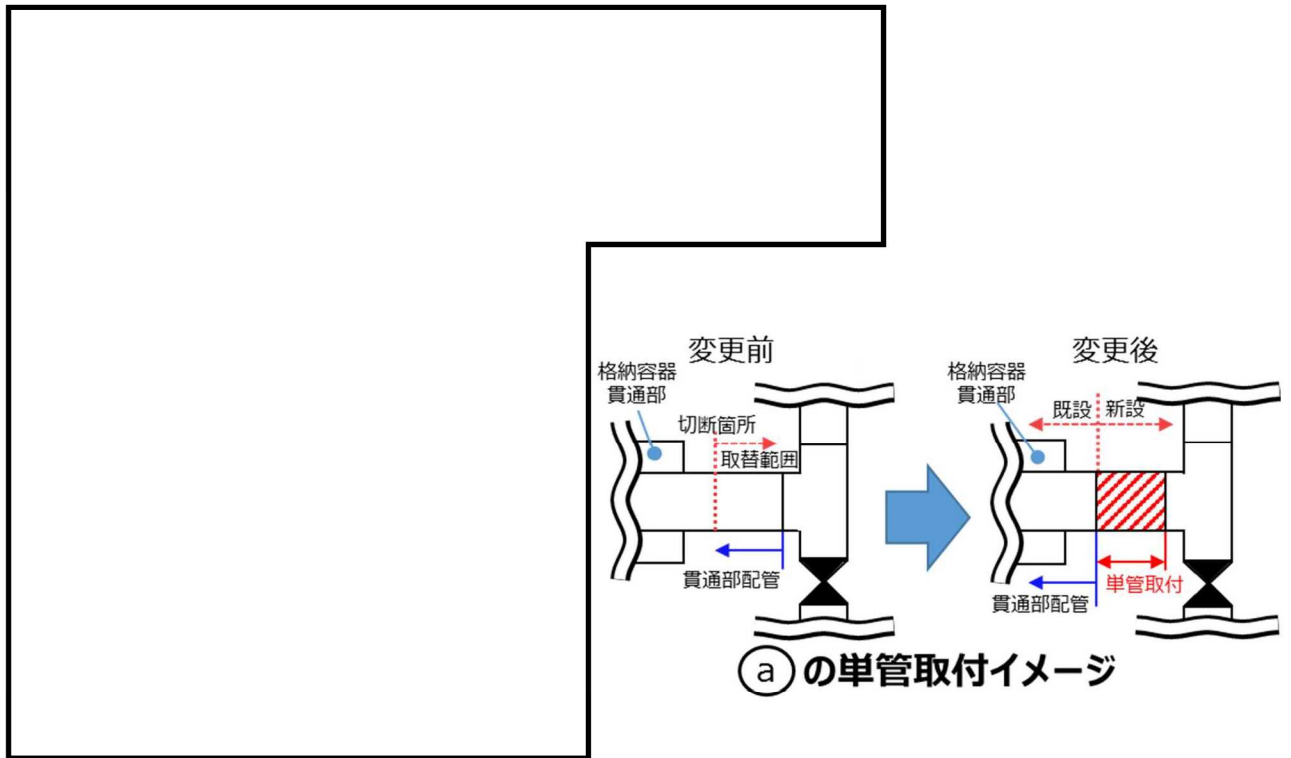 変更前
格納容器
貫通部
切断箇所
取替範囲
貫通部配管
変更後
格納容器
貫通部
既設
新設
単管取付
貫通部配管
ⓐの単管取付イメージ